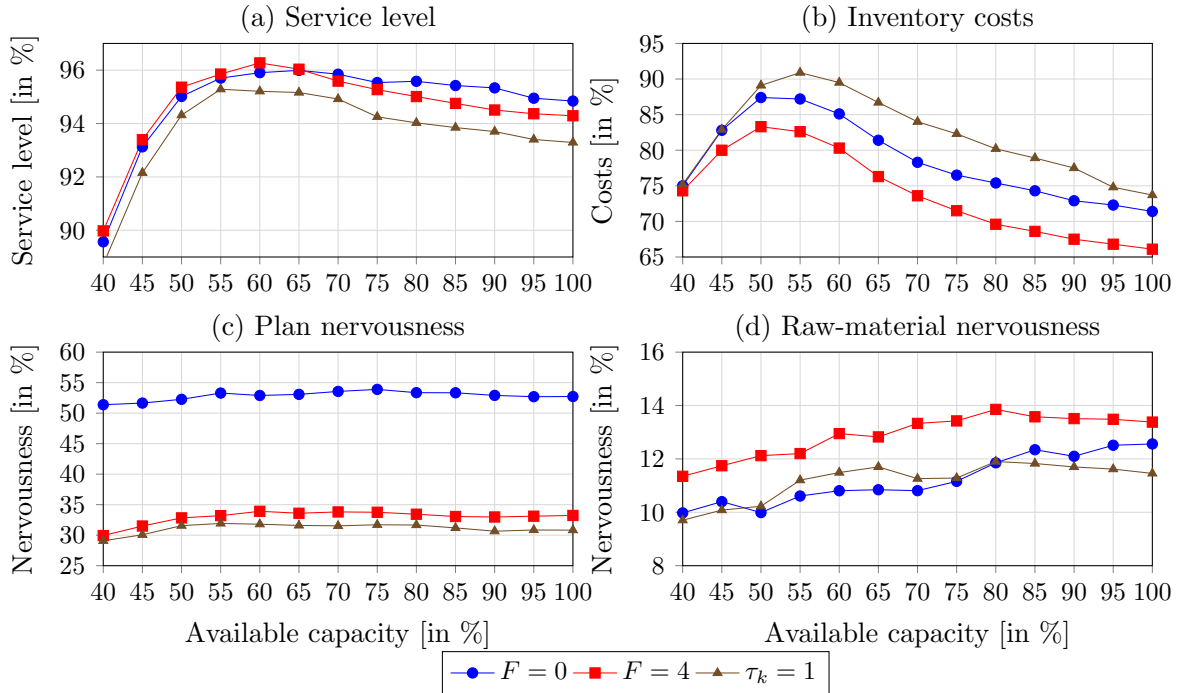 (a) Service level
Service level [in %]
96
94
92
90
40 45 50 55 60 65 70 75 80 85 90 95 100
(b) Inventory costs
Costs [in %]
95
90
85
80
75
70
65
40 45 50 55 60 65 70 75 80 85 90 95 100
(c) Plan nervousness
Nervousness [in %]
60
55
50
45
40
35
30
25
40 45 50 55 60 65 70 75 80 85 90 95 100
Available capacity [in %]
(d) Raw-material nervousness
Nervousness [in %]
16
14
12
10
8
40 45 50 55 60 65 70 75 80 85 90 95 100
Available capacity [in %]
F = 0 F = 4 τₖ = 1